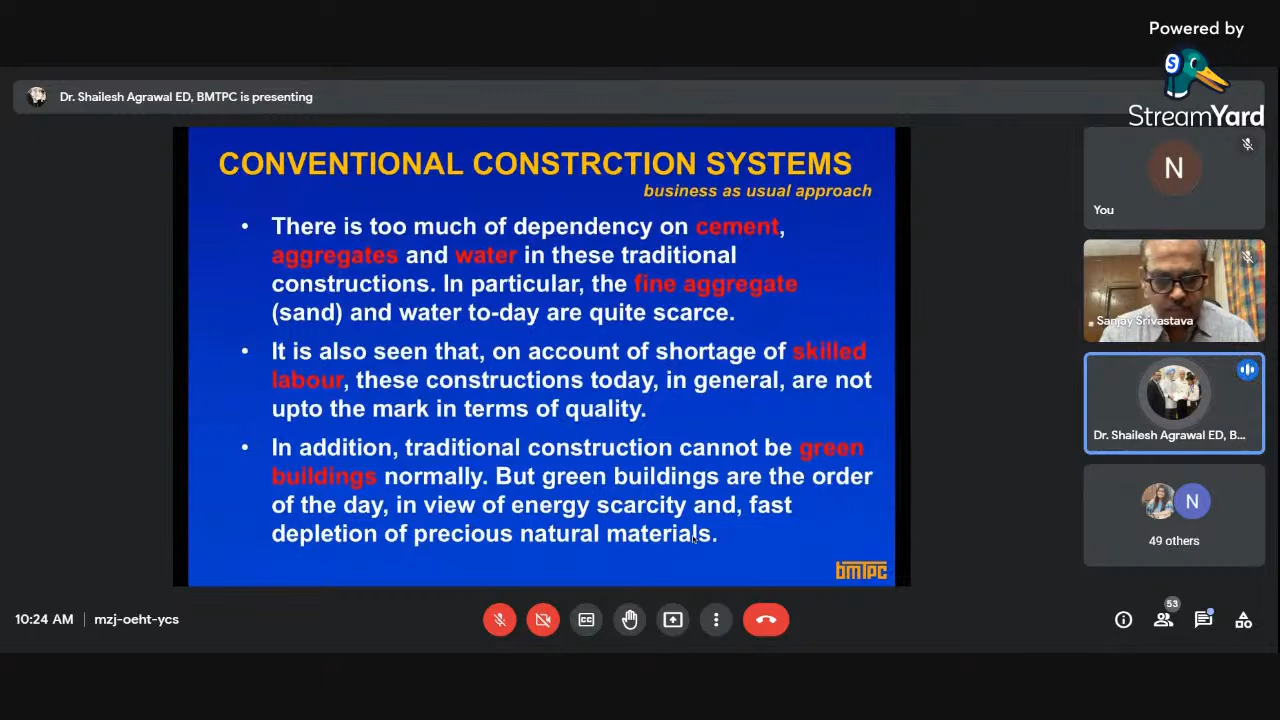 Powered by
StreamYard
Dr. Shailesh Agrawal ED, BMTPC is presenting
CONVENTIONAL CONSTRCTION SYSTEMS
business as usual approach
• There is too much of dependency on cement,
aggregates and water in these traditional
constructions. In particular, the fine aggregate
(sand) and water to-day are quite scarce.
• It is also seen that, on account of shortage of skilled
labour, these constructions today, in general, are not
upto the mark in terms of quality.
• In addition, traditional construction cannot be green
buildings normally. But green buildings are the order
of the day, in view of energy scarcity and, fast
depletion of precious natural materials.
bmTPC
N
You
Sanjay Srivastava
Dr. Shailesh Agrawal ED, B...
N
49 others
10:24 AM | mzj-oeht-ycs
CC
53